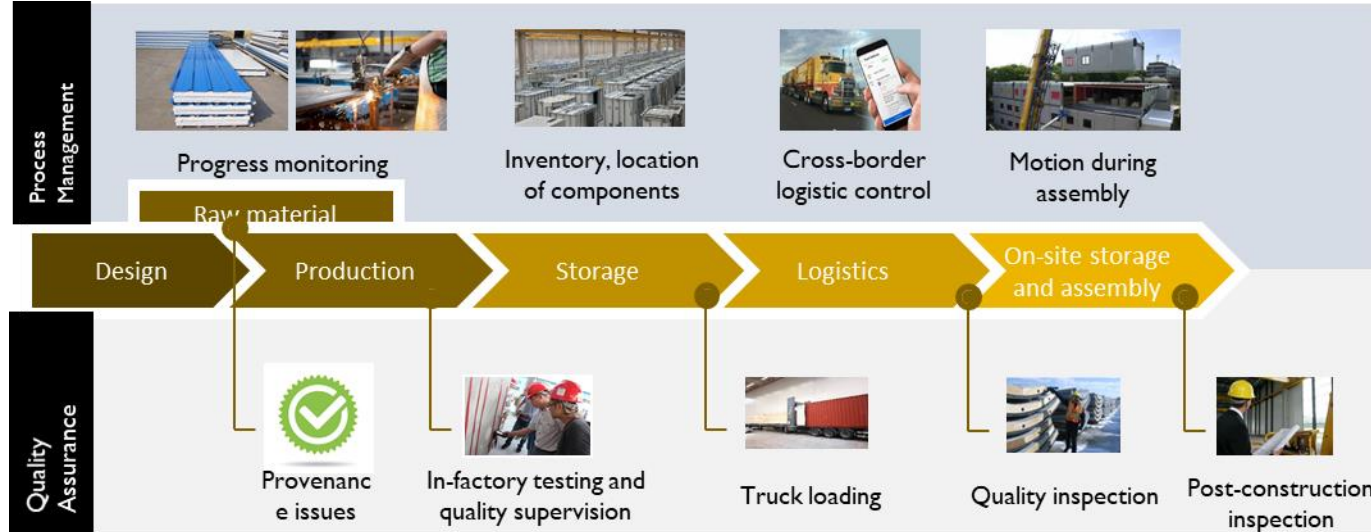 Process
Management
Progress monitoring
Inventory, location
of components
Cross-border
logistic control
Motion during
assembly
Raw material
Design
Production
Storage
Logistics
On-site storage
and assembly
Quality
Assurance
Provenanc
e issues
In-factory testing and
quality supervision
Truck loading
Quality inspection
Post-construction
inspection